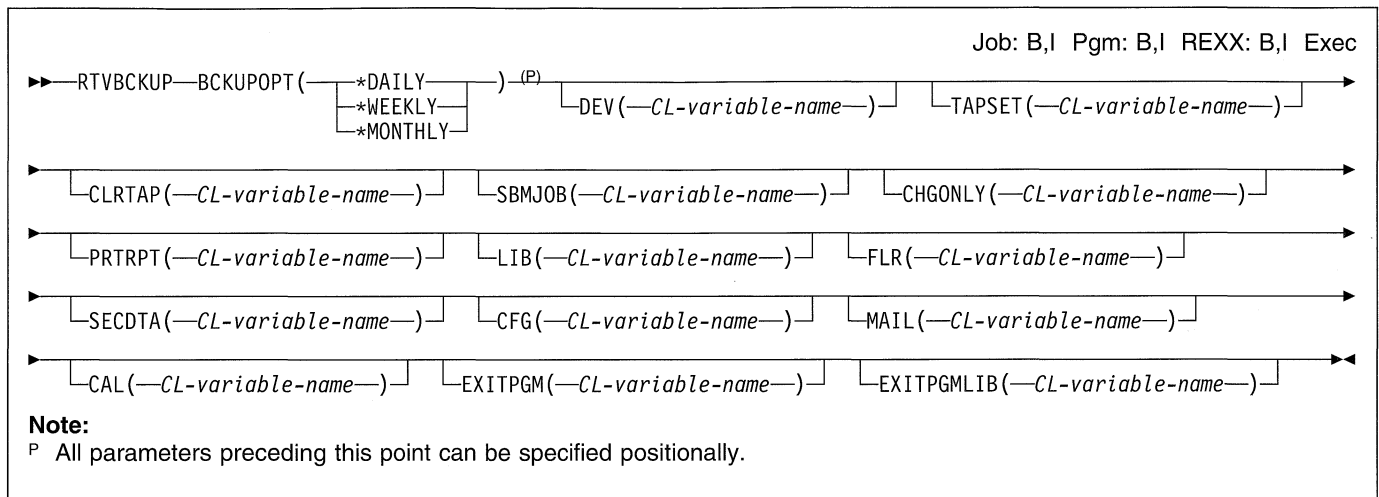 Job: B,I Pgm: B,I REXX: B,I Exec
RTVBCKUP BCKUPOPT( *DAILY ) (P) DEV( CL-variable-name ) TAPSET( CL-variable-name )
*WEEKLY
*MONTHLY
CLRTAP( CL-variable-name ) SBMJOB( CL-variable-name ) CHGONLY( CL-variable-name )
PRTRPT( CL-variable-name ) LIB( CL-variable-name ) FLR( CL-variable-name )
SECDTA( CL-variable-name ) CFG( CL-variable-name ) MAIL( CL-variable-name )
CAL( CL-variable-name ) EXITPGM( CL-variable-name ) EXITPGMLIB( CL-variable-name )
Note:
P All parameters preceding this point can be specified positionally.